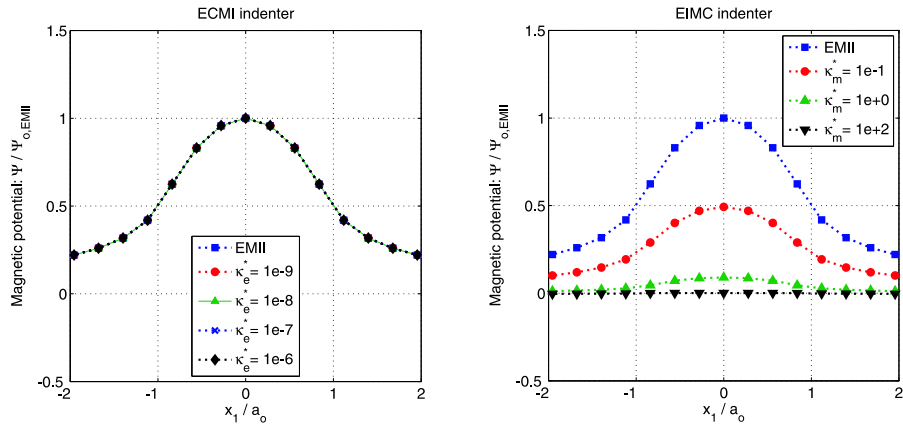 ECMI indenter
1.5
1
0.5
0
-0.5
-2
-1
0
1
2
Magnetic potential: Ψ / Ψo,EMII
x1 / ao
EMII
κe* = 1e-9
κe* = 1e-8
κe* = 1e-7
κe* = 1e-6
EIMC indenter
1.5
1
0.5
0
-0.5
-2
-1
0
1
2
Magnetic potential: Ψ / Ψo,EMII
x1 / ao
EMII
κm* = 1e-1
κm* = 1e+0
κm* = 1e+2